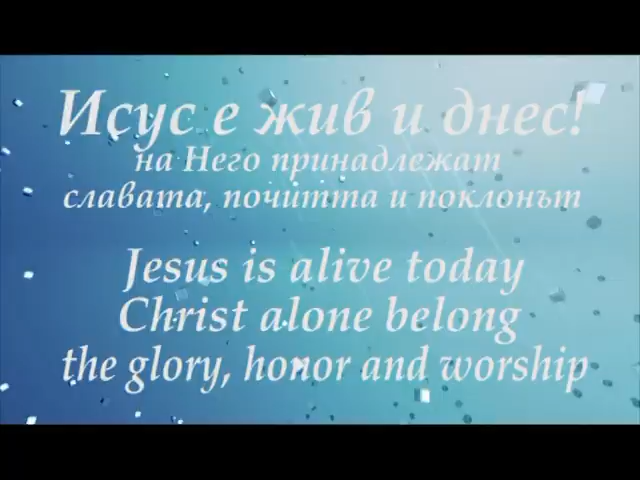 Исус е жив и днес!
на Него принадлежат
славата, почитта и поклонът
Jesus is alive today
Christ alone belong
the glory, honor and worship